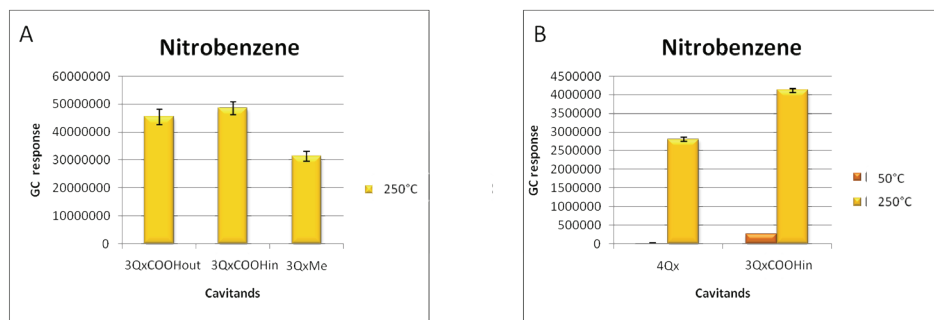 A
Nitrobenzene
60000000
50000000
40000000
30000000
20000000
10000000
0
GC response
3QxCOOHout
3QxCOOHin
3QxMe
Cavitands
250°C
B
Nitrobenzene
4500000
4000000
3500000
3000000
2500000
2000000
1500000
1000000
500000
0
GC response
4Qx
3QxCOOHin
Cavitands
50°C
250°C